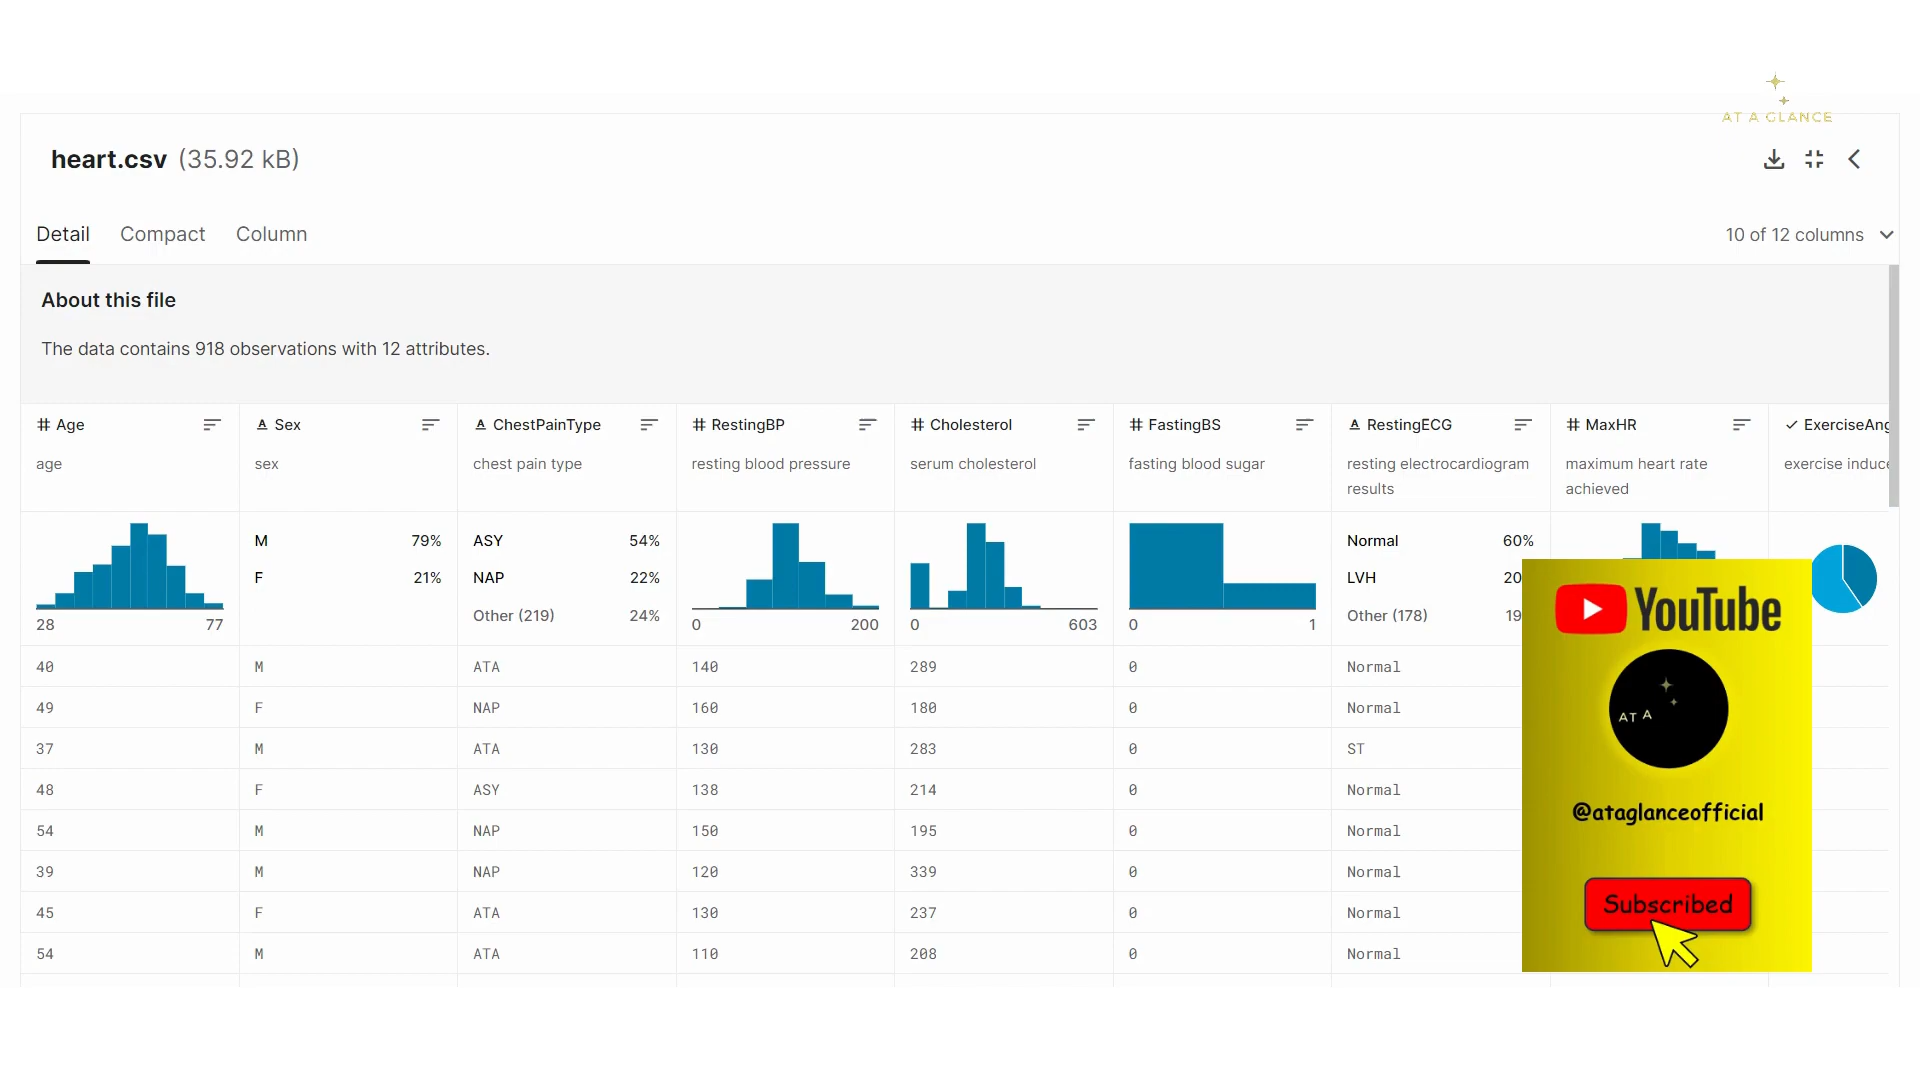 AT A GLANCE
heart.csv (35.92 kB)
Detail Compact Column 10 of 12 columns
About this file
The data contains 918 observations with 12 attributes.
# Age A Sex A ChestPainType # RestingBP # Cholesterol # FastingBS A RestingECG # MaxHR ExerciseAng
age sex chest pain type resting blood pressure serum cholesterol fasting blood sugar resting electrocardiogram maximum heart rate exercise induce
results achieved
M 79% ASY 54% Normal 60%
F 21% NAP 22% LVH 20
Other (219) 24% Other (178) 19
28 77 0 200 0 603 0 1
40 M ATA 140 289 0 Normal
49 F NAP 160 180 0 Normal
37 M ATA 130 283 0 ST
48 F ASY 138 214 0 Normal
54 M NAP 150 195 0 Normal
39 M NAP 120 339 0 Normal
45 F ATA 130 237 0 Normal
54 M ATA 110 208 0 Normal
YouTube
AT A
@ataglanceofficial
Subscribed